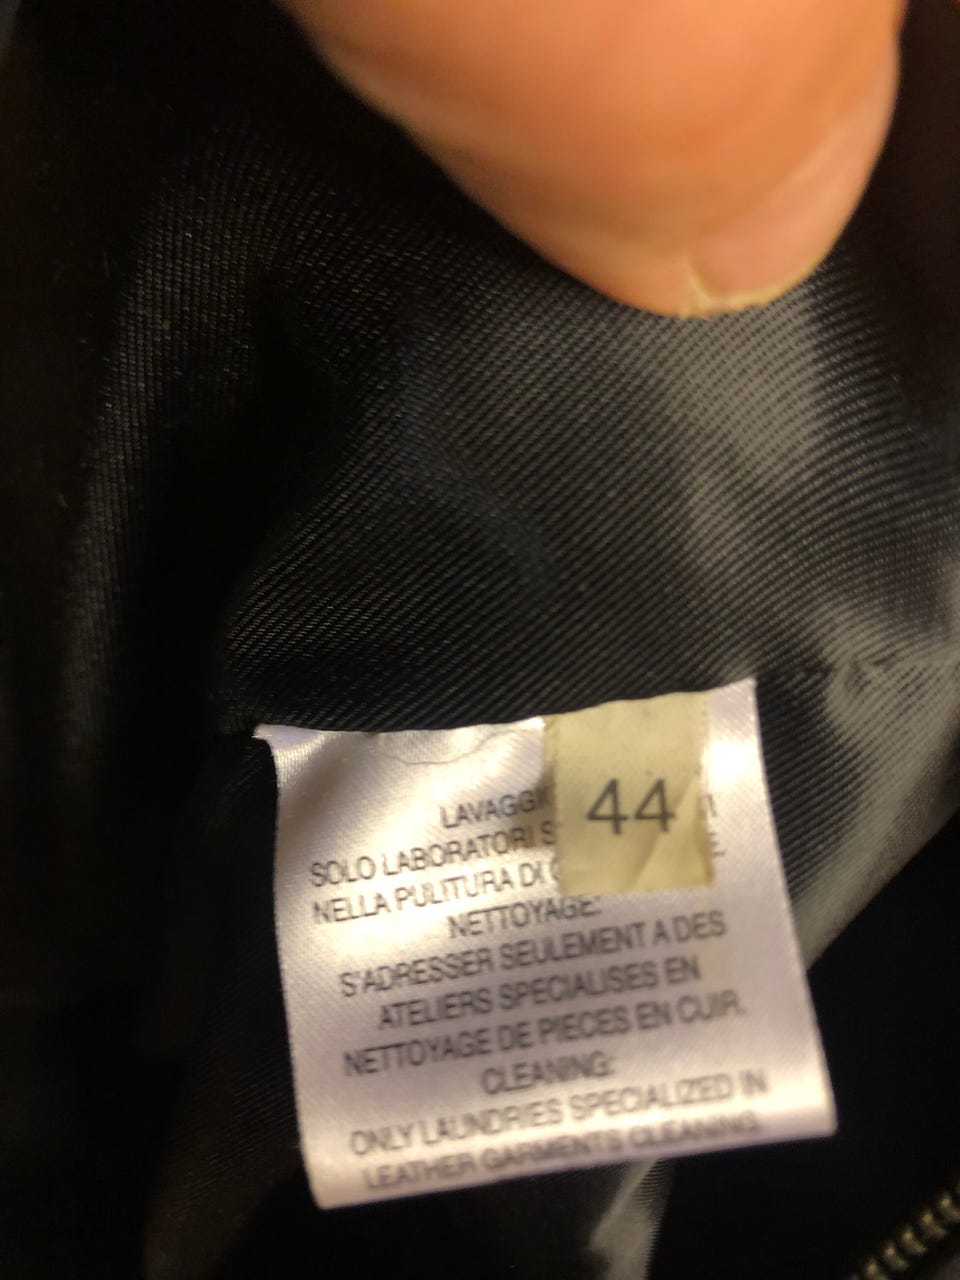 44
LAVAGGI
SOLO LABORATORI S
NELLA PULITURA DI
NETTOYAGE:
S'ADRESSER SEULEMENT A DES
ATELIERS SPECIALISES EN
NETTOYAGE DE PIECES EN CUIR.
CLEANING:
ONLY LAUNDRIES SPECIALIZED IN
LEATHER GARMENTS CLEANING.